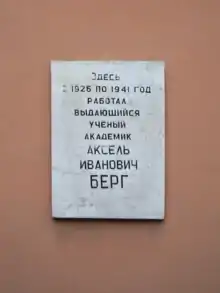 ЗДЕСЬ
С 1926 ПО 1941 ГОД
РАБОТАЛ
ВЫДАЮЩИЙСЯ
УЧЕНЫЙ
АКАДЕМИК
АКСЕЛЬ
ИВАНОВИЧ
БЕРГ